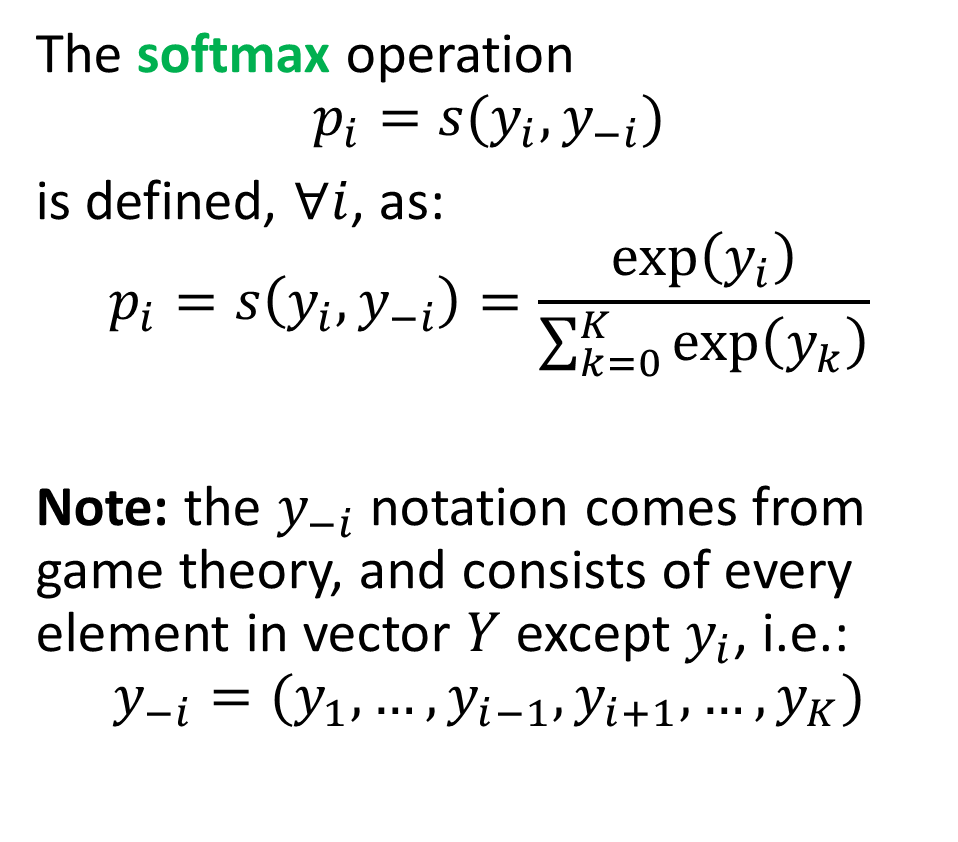 The softmax operation
pᵢ = s(yᵢ, y₋ᵢ)
is defined, ∀i, as:
pᵢ = s(yᵢ, y₋ᵢ) = exp(yᵢ) / ∑_{k=0}^{K} exp(yₖ)
Note: the y₋ᵢ notation comes from
game theory, and consists of every
element in vector Y except yᵢ, i.e.:
y₋ᵢ = (y₁, … , yᵢ₋₁, yᵢ₊₁, … , y_K)